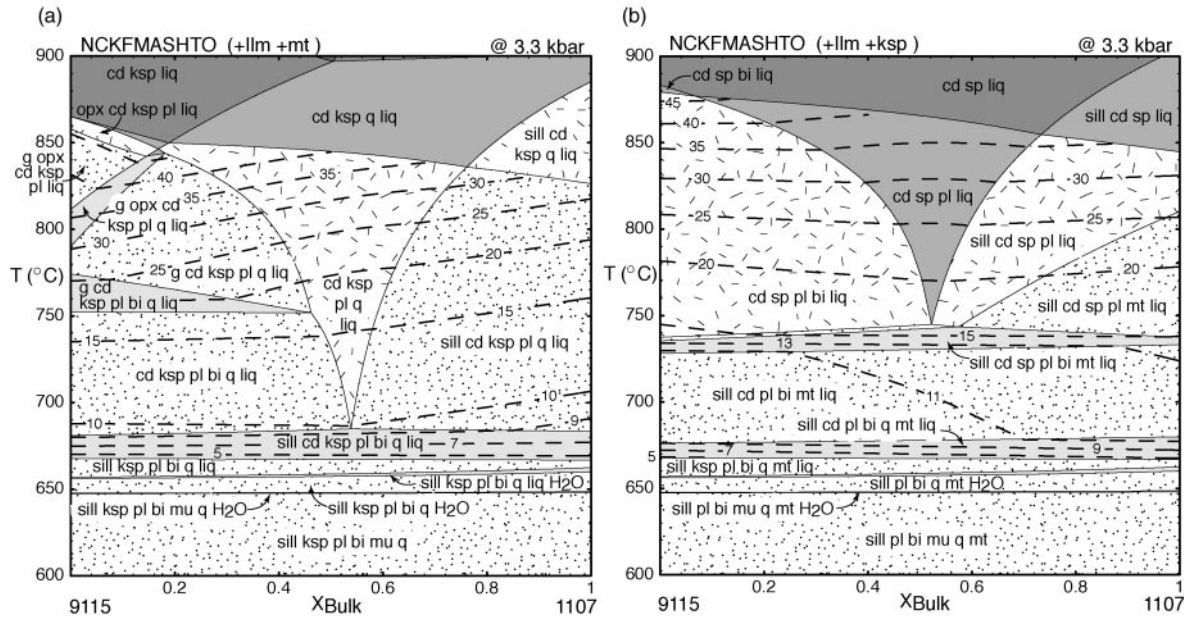 (a)
NCKFMASHTO (+Ilm +mt )
@ 3.3 kbar
900
850
800
T (°C)
750
700
650
600
cd ksp liq
opx cd ksp pl liq
cd ksp q liq
sill cd
ksp q liq
g opx
cd ksp
pl liq
g opx cd
ksp pl q liq
40
35
35
30
30
25
25
20
g cd ksp pl q liq
g cd
ksp pl bi q liq
cd ksp
pl q
liq
15
15
sill cd ksp pl q liq
cd ksp pl bi q liq
10
10
9
sill cd ksp pl bi q liq
7
5
sill ksp pl bi q liq
sill ksp pl bi q liq H2O
sill ksp pl bi mu q H2O
sill ksp pl bi q H2O
sill ksp pl bi mu q
0.2
0.4
0.6
0.8
1
9115
XBulk
1107
(b)
NCKFMASHTO (+Ilm +ksp)
@ 3.3 kbar
900
850
800
T (°C)
750
700
650
600
cd sp bi liq
cd sp liq
45
40
sill cd sp liq
35
30
30
cd sp pl liq
25
25
sill cd sp pl liq
20
20
cd sp pl bi liq
sill cd sp pl mt liq
15
13
sill cd sp pl bi mt liq
sill cd pl bi mt liq
11
sill cd pl bi q mt liq
7
9
5
sill ksp pl bi q mt liq
sill pl bi q mt H2O
sill pl bi mu q mt H2O
sill pl bi mu q mt
0.2
0.4
0.6
0.8
1
9115
XBulk
1107